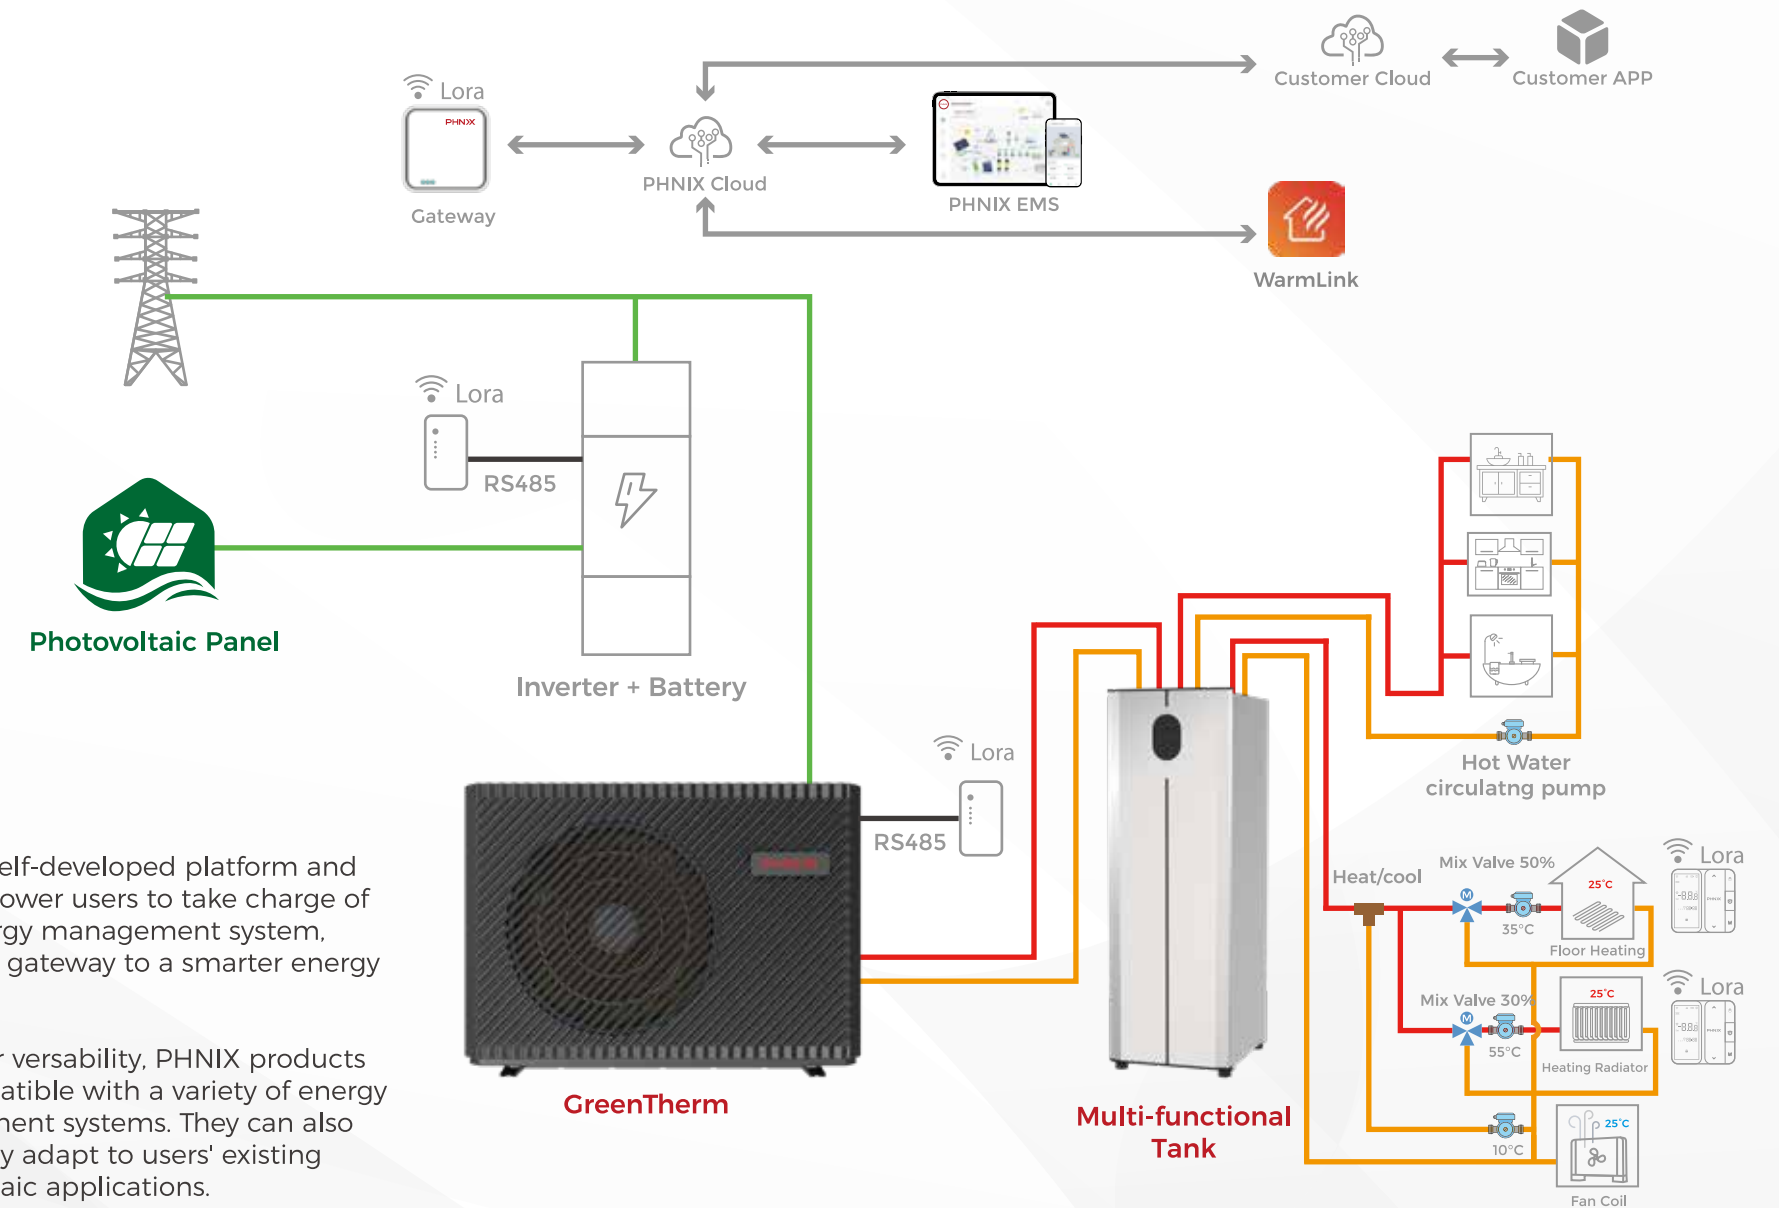 Customer Cloud
Customer APP
Lora
PHNIX
Gateway
PHNIX Cloud
PHNIX EMS
WarmLink
Lora
RS485
Photovoltaic Panel
Inverter + Battery
Lora
RS485
GreenTherm
Multi-functional
Tank
Hot Water
circulatng pump
Heat/cool
Mix Valve 50%
M
35°C
25°C
Floor Heating
Lora
Mix Valve 30%
M
55°C
25°C
Heating Radiator
Lora
10°C
25°C
Fan Coil
elf-developed platform and
ower users to take charge of
rgy management system,
gateway to a smarter energy
r versability, PHNIX products
atible with a variety of energy
ment systems. They can also
y adapt to users' existing
aic applications.